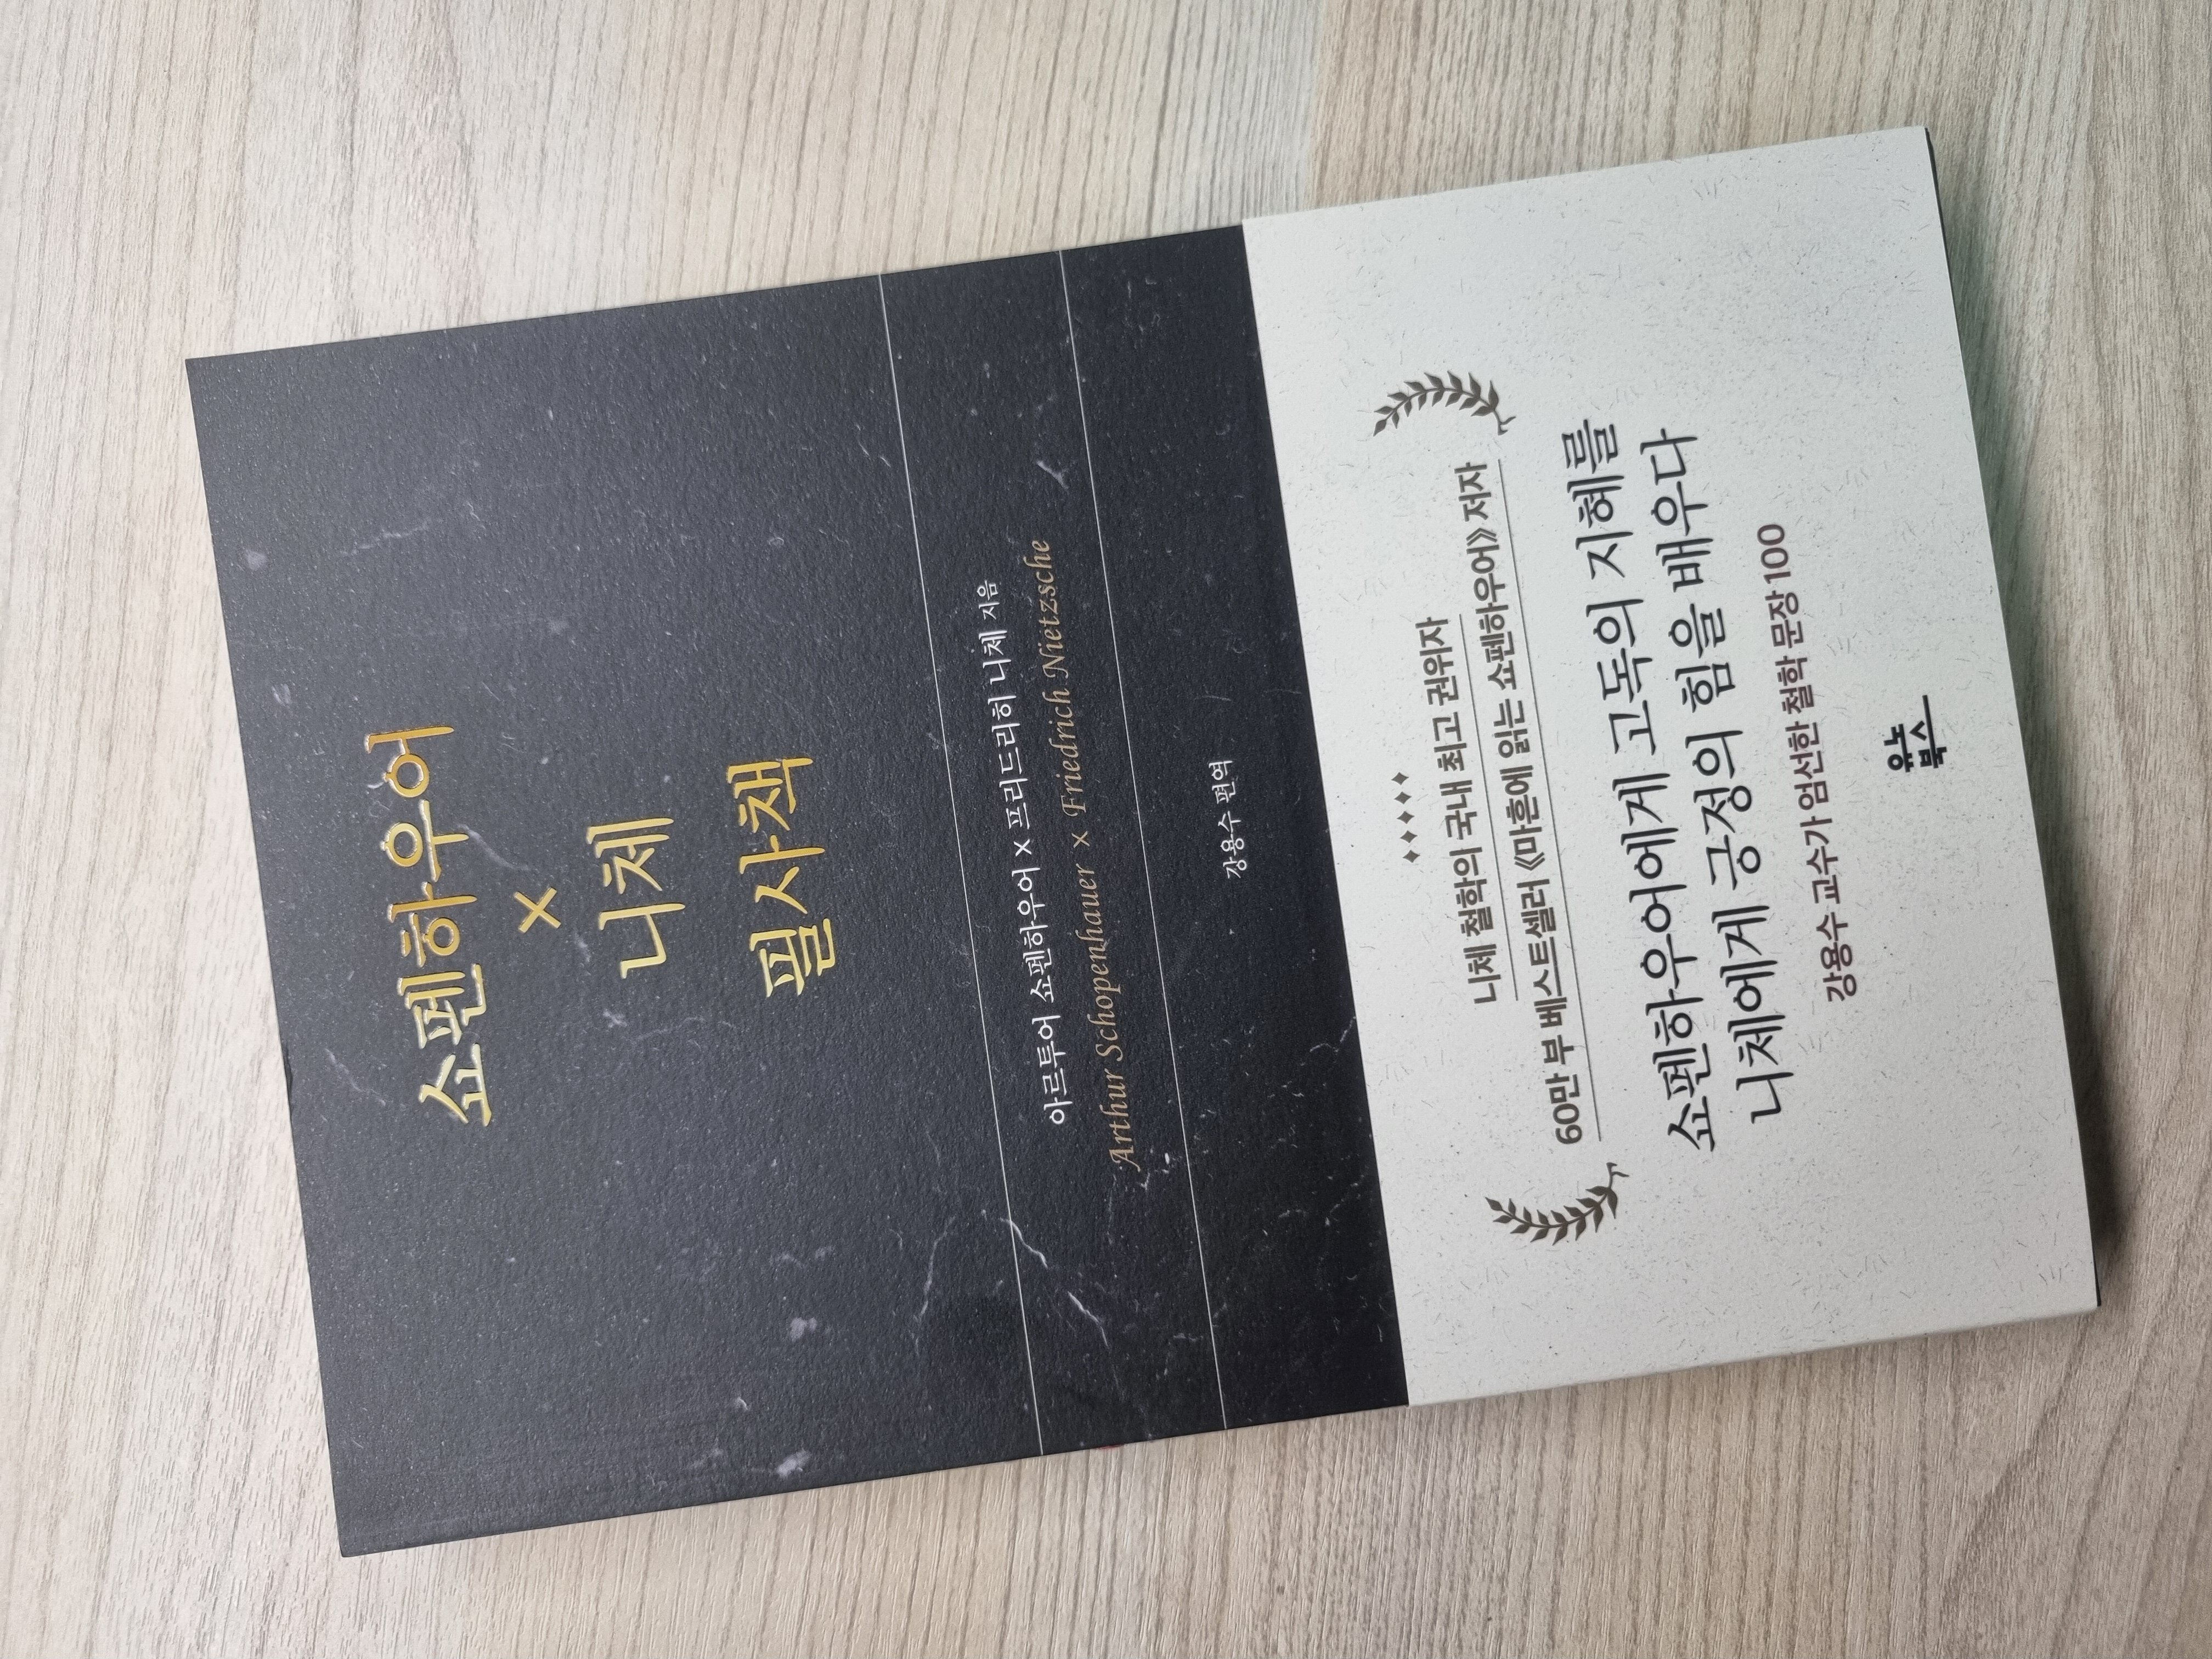 쇼펜하우어
×
니체
필사책
아르투어 쇼펜하우어 × 프리드리히 니체 지음
Arthur Schopenhauer × Friedrich Nietzsche
강용수 편역
니체 철학의 국내 최고 권위자
60만 부 베스트셀러 《마흔에 읽는 쇼펜하우어》 저자
쇼펜하우어에게 고독의 지혜를
니체에게 긍정의 힘을 배우다
강용수 교수가 엄선한 철학 문장 100
유노
북스